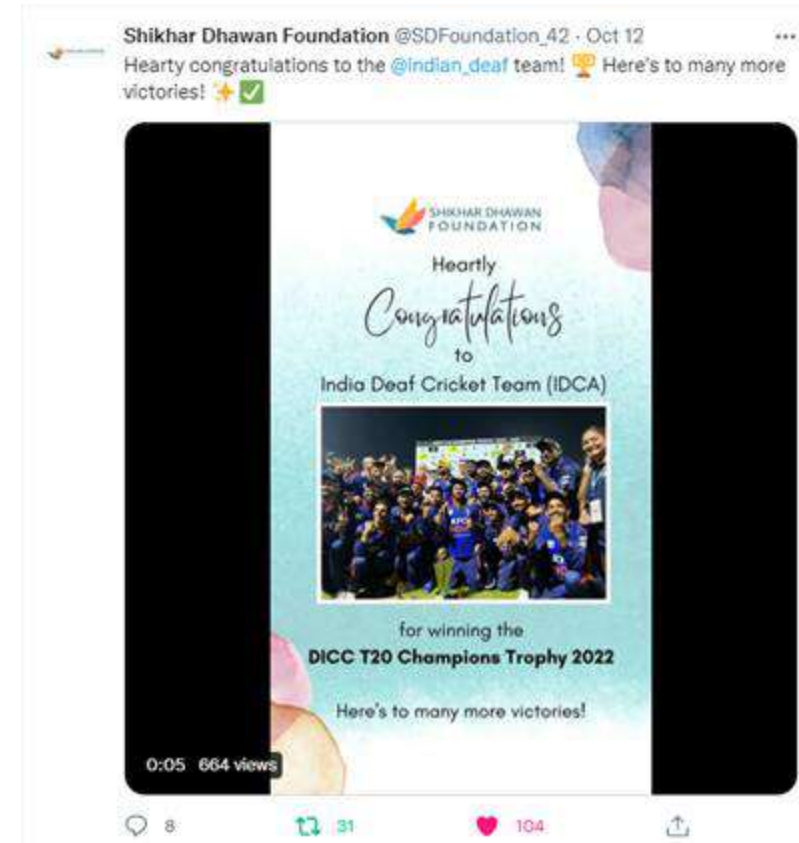 Shikhar Dhawan Foundation @SDFoundation_42 · Oct 12
Hearty congratulations to the @indian_deaf team! 🏆 Here's to many more
victories! ✨ ✅
SHIKHAR DHAWAN
FOUNDATION
Heartly
Congratulations
to
India Deaf Cricket Team (IDCA)
KFC
for winning the
DICC T20 Champions Trophy 2022
Here's to many more victories!
0:05 664 views
8 31 104